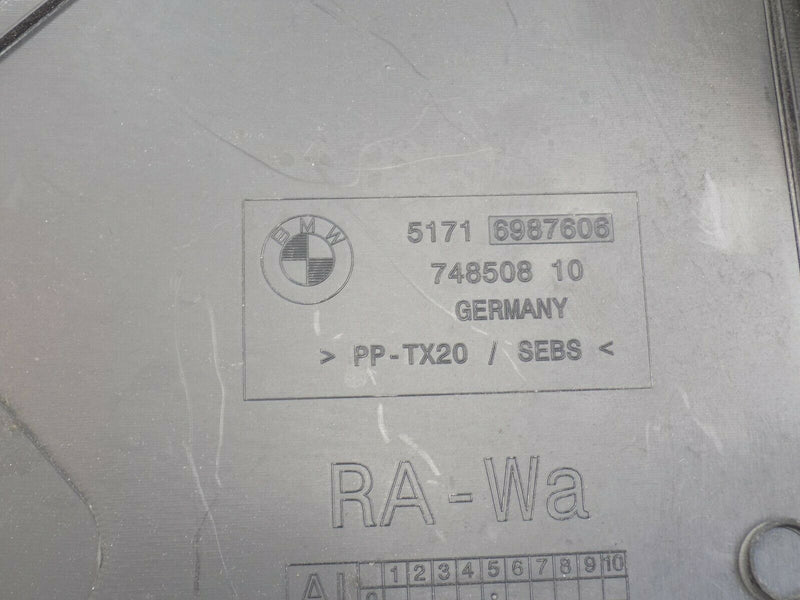 BMW
5171 6987606
748508 10
GERMANY
> PP-TX20 / SEBS <
RA-Wa
1 2 3 4 5 6 7 8 9 10